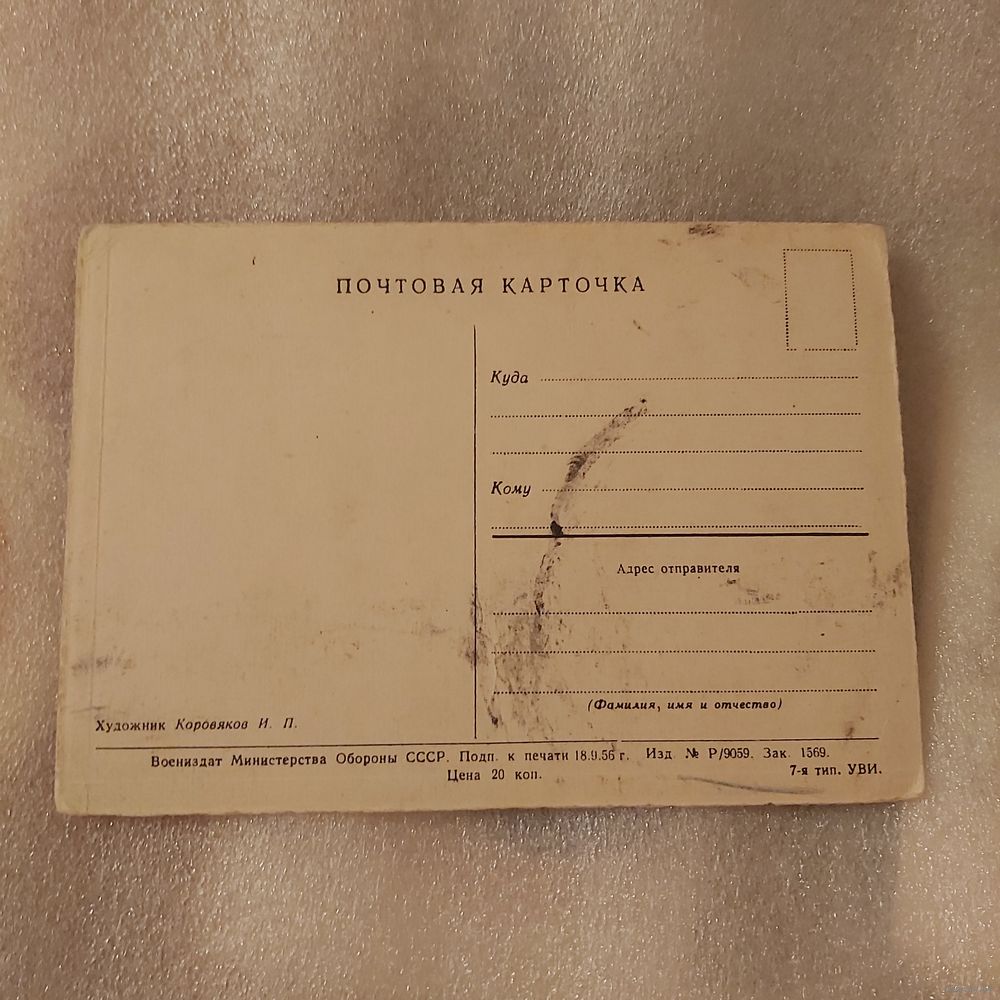 ПОЧТОВАЯ КАРТОЧКА
Куда
Кому
Адрес отправителя
(Фамилия, имя и отчество)
Художник Коровяков И. П.
Воениздат Министерства Обороны СССР. Подп. к печати 18.9.56 г. Изд. № Р/9059. Зак. 1569.
Цена 20 коп.
7-я тип. УВИ.